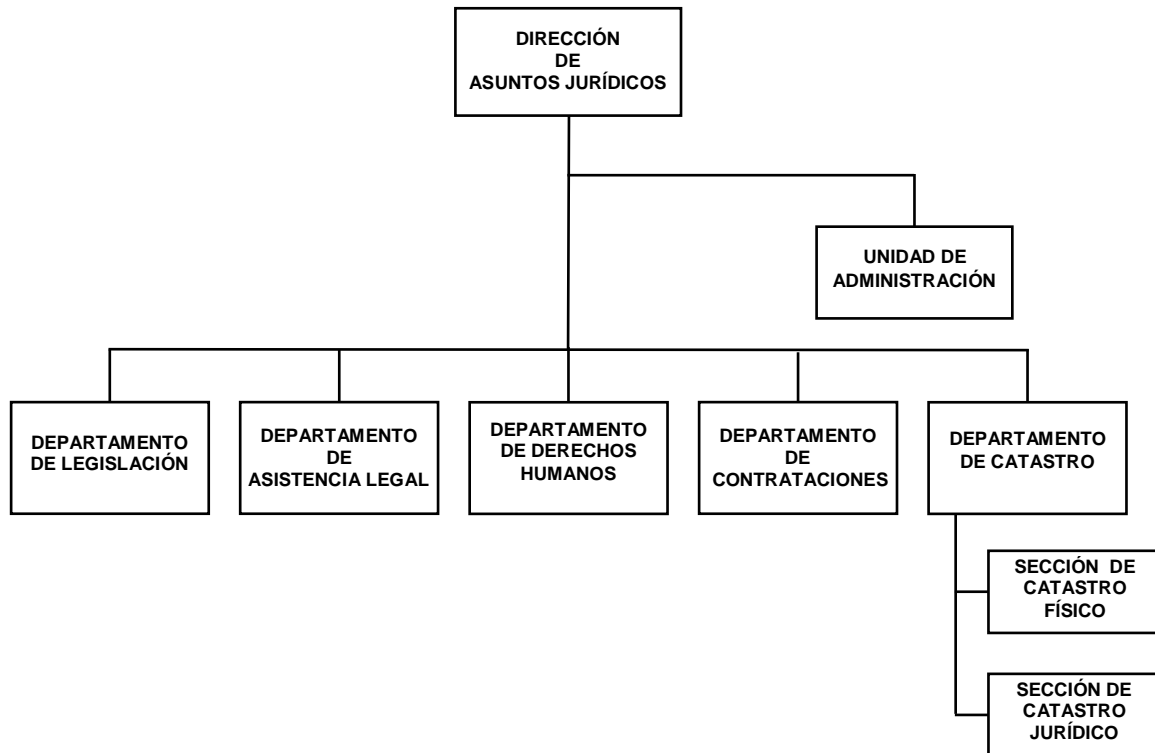 DIRECCIÓN
DE
ASUNTOS JURÍDICOS
UNIDAD DE
ADMINISTRACIÓN
DEPARTAMENTO
DE LEGISLACIÓN
DEPARTAMENTO
DE
ASISTENCIA LEGAL
DEPARTAMENTO
DE DERECHOS
HUMANOS
DEPARTAMENTO
DE
CONTRATACIONES
DEPARTAMENTO
DE CATASTRO
SECCIÓN DE
CATASTRO
FÍSICO
SECCIÓN DE
CATASTRO
JURÍDICO